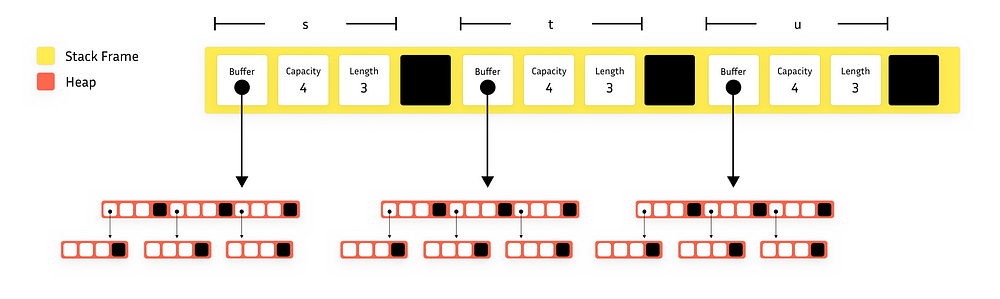 s t u
Stack Frame
Heap
Buffer Capacity Length Buffer Capacity Length Buffer Capacity Length
4 3 4 3 4 3